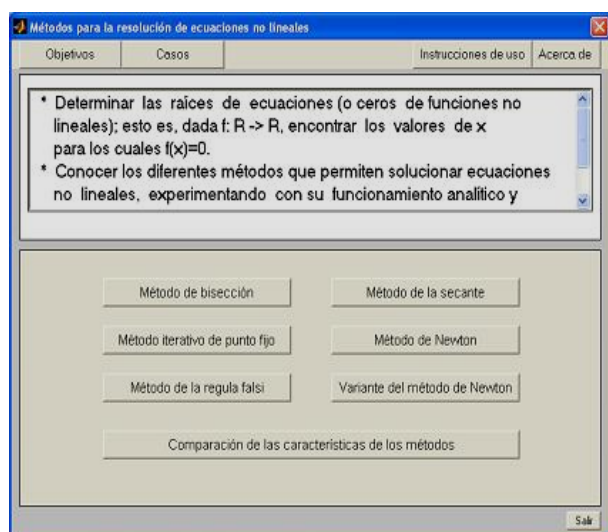 Métodos para la resolución de ecuaciones no lineales
Objetivos Casos Instrucciones de uso Acerca de
* Determinar las raíces de ecuaciones (o ceros de funciones no
lineales); esto es, dada f: R -> R, encontrar los valores de x
para los cuales f(x)=0.
* Conocer los diferentes métodos que permiten solucionar ecuaciones
no lineales, experimentando con su funcionamiento analítico y
Método de bisección Método de la secante
Método iterativo de punto fijo Método de Newton
Método de la regula falsi Variante del método de Newton
Comparación de las características de los métodos
Salir